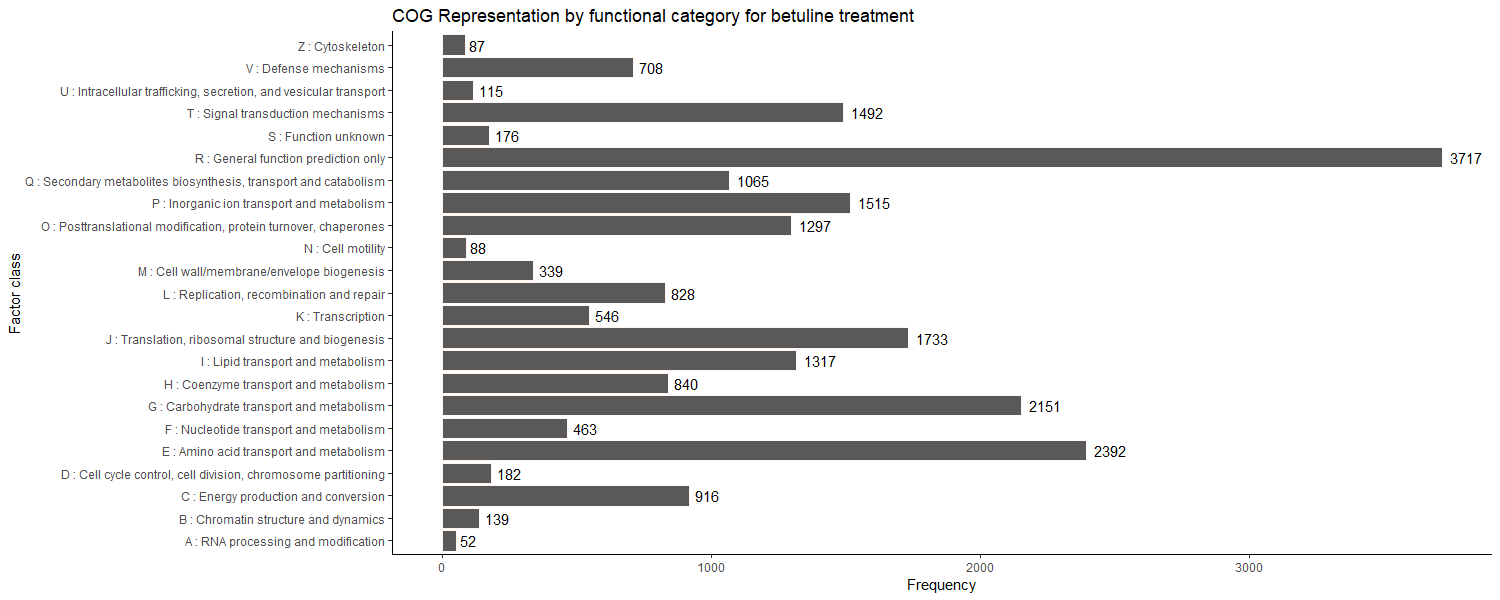 COG Representation by functional category for betuline treatment
Z : Cytoskeleton 87
V : Defense mechanisms 708
U : Intracellular trafficking, secretion, and vesicular transport 115
T : Signal transduction mechanisms 1492
S : Function unknown 176
R : General function prediction only 3717
Q : Secondary metabolites biosynthesis, transport and catabolism 1065
P : Inorganic ion transport and metabolism 1515
O : Posttranslational modification, protein turnover, chaperones 1297
N : Cell motility 88
M : Cell wall/membrane/envelope biogenesis 339
L : Replication, recombination and repair 828
K : Transcription 546
J : Translation, ribosomal structure and biogenesis 1733
I : Lipid transport and metabolism 1317
H : Coenzyme transport and metabolism 840
G : Carbohydrate transport and metabolism 2151
F : Nucleotide transport and metabolism 463
E : Amino acid transport and metabolism 2392
D : Cell cycle control, cell division, chromosome partitioning 182
C : Energy production and conversion 916
B : Chromatin structure and dynamics 139
A : RNA processing and modification 52
Factor class
0 1000 2000 3000
Frequency